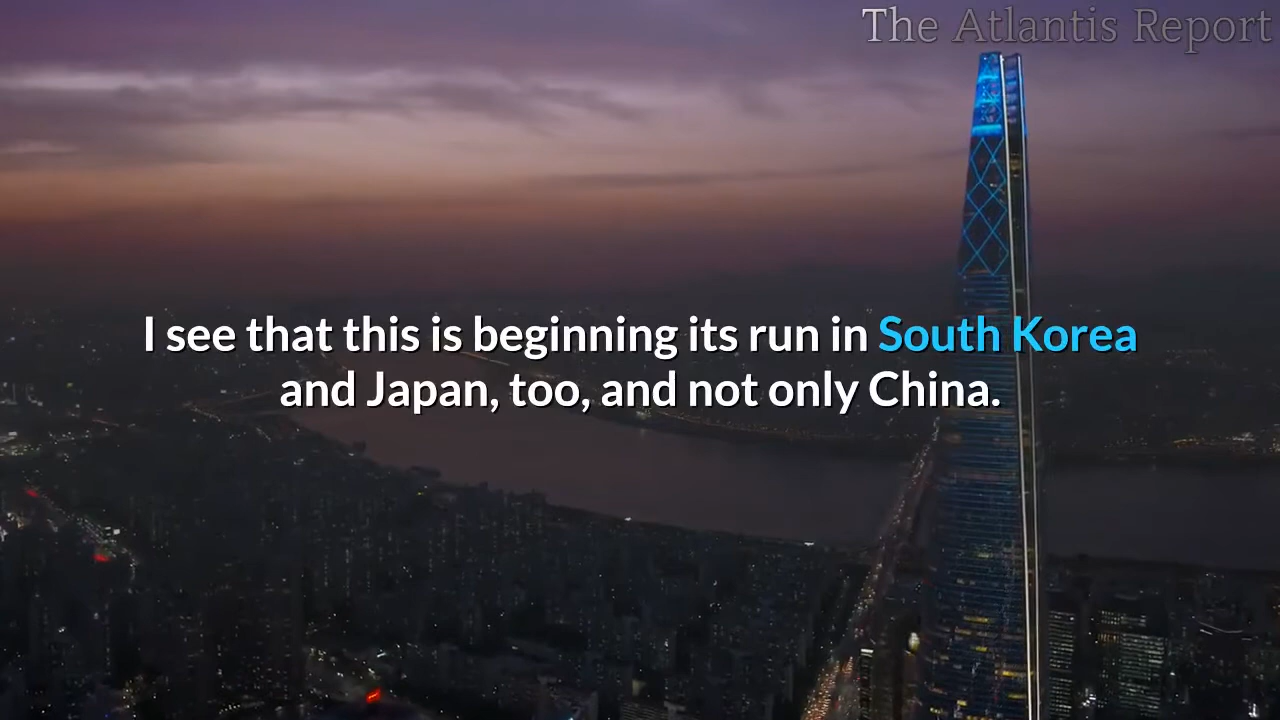 The Atlantis Report
I see that this is beginning its run in South Korea
and Japan, too, and not only China.